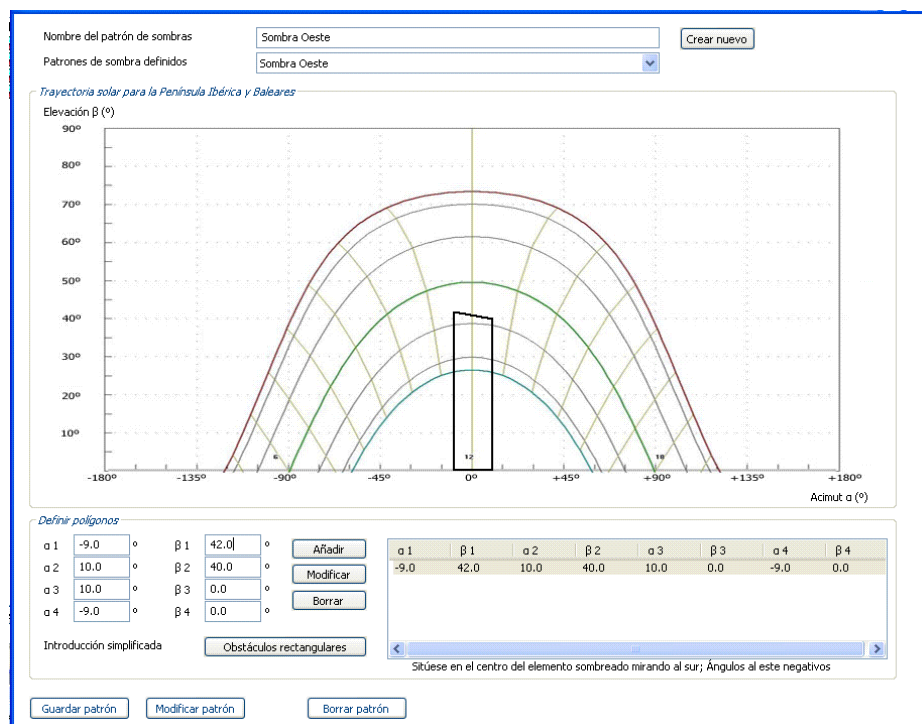 Nombre del patrón de sombras Sombra Oeste Crear nuevo
Patrones de sombra definidos Sombra Oeste
Trayectoria solar para la Península Ibérica y Baleares
Elevación β (º)
90º
80º
70º
60º
50º
40º
30º
20º
10º
6 12 18
-180º -135º -90º -450º 0º +45º +90º +135º +180º
Acimut α (º)
Definir polígonos
α 1 -9.0 º β 1 42.0 º Añadir
α 2 10.0 º β 2 40.0 º Modificar
α 3 10.0 º β 3 0.0 º Borrar
α 4 -9.0 º β 4 0.0 º
α 1 β 1 α 2 β 2 α 3 β 3 α 4 β 4
-9.0 42.0 10.0 40.0 10.0 0.0 -9.0 0.0
Introducción simplificada Obstáculos rectangulares
Sitúese en el centro del elemento sombreado mirando al sur; Ángulos al este negativos
Guardar patrón Modificar patrón Borrar patrón